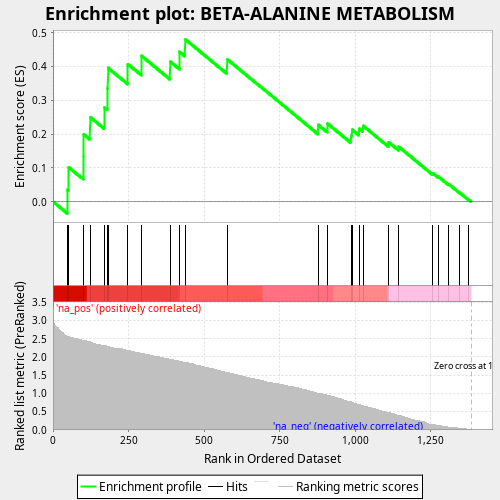 Enrichment plot: BETA-ALANINE METABOLISM
Enrichment score (ES)
0.5
0.4
0.3
0.2
0.1
0.0
'na_pos' (positively correlated)
Ranked list metric (PreRanked)
3.5
3.0
2.5
2.0
1.5
1.0
0.5
0.0
Zero cross at 1
'na_neg' (negatively correlated)
0
250
500
750
1,000
1,250
Rank in Ordered Dataset
Enrichment profile
Hits
Ranking metric scores